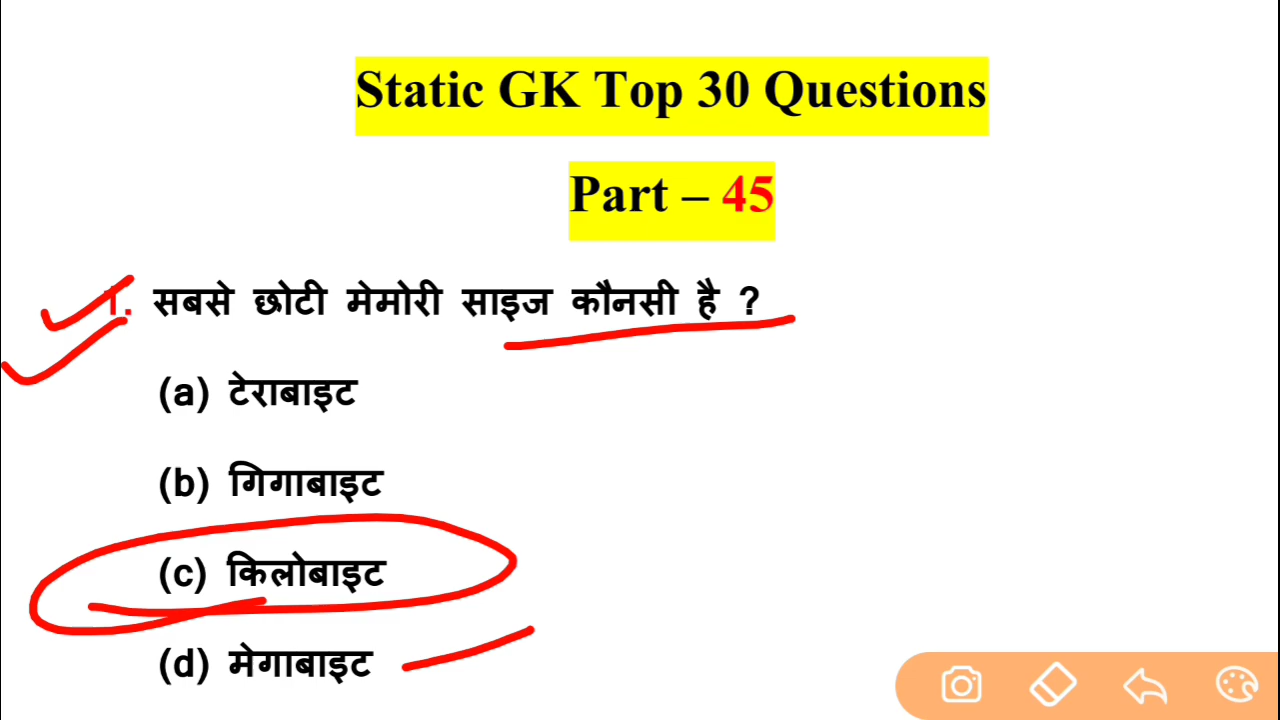 Static GK Top 30 Questions
Part – 45
1. सबसे छोटी मेमोरी साइज कौनसी है ?
(a) टेराबाइट
(b) गिगाबाइट
(c) किलोबाइट
(d) मेगाबाइट